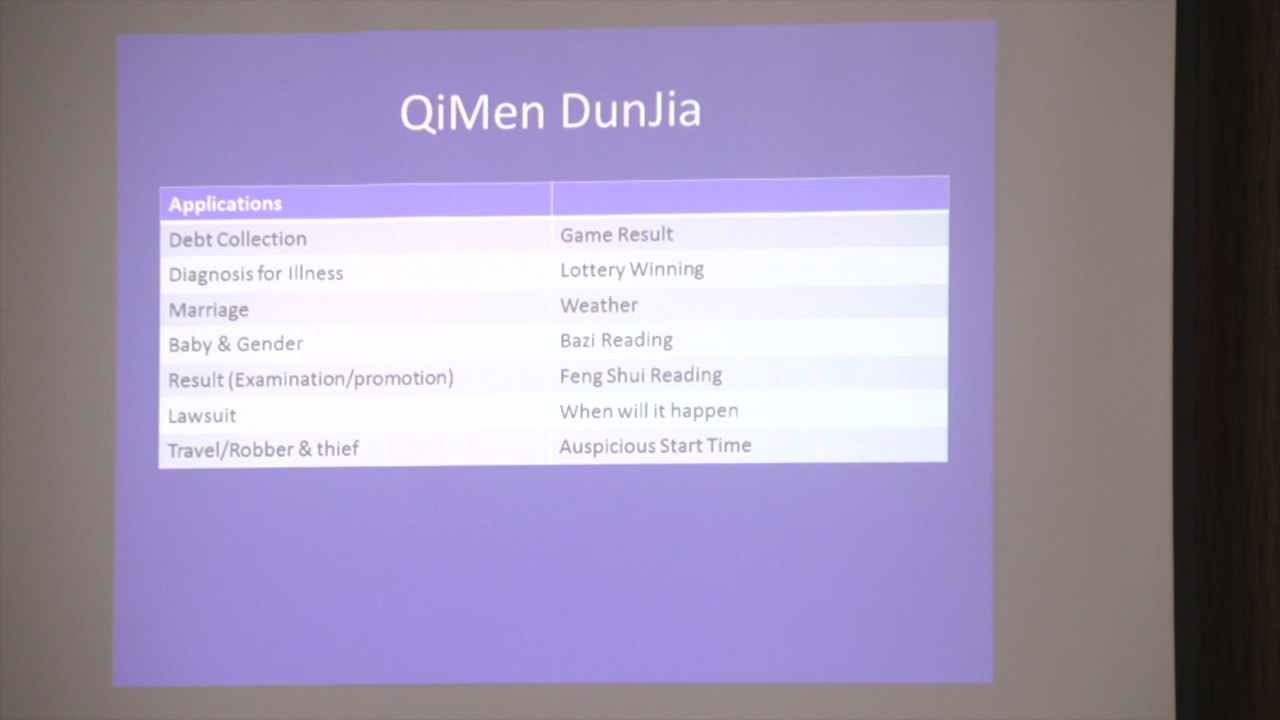 QiMen DunJia
Applications
Debt Collection Game Result
Diagnosis for Illness Lottery Winning
Marriage Weather
Baby & Gender Bazi Reading
Result (Examination/promotion) Feng Shui Reading
Lawsuit When will it happen
Travel/Robber & thief Auspicious Start Time